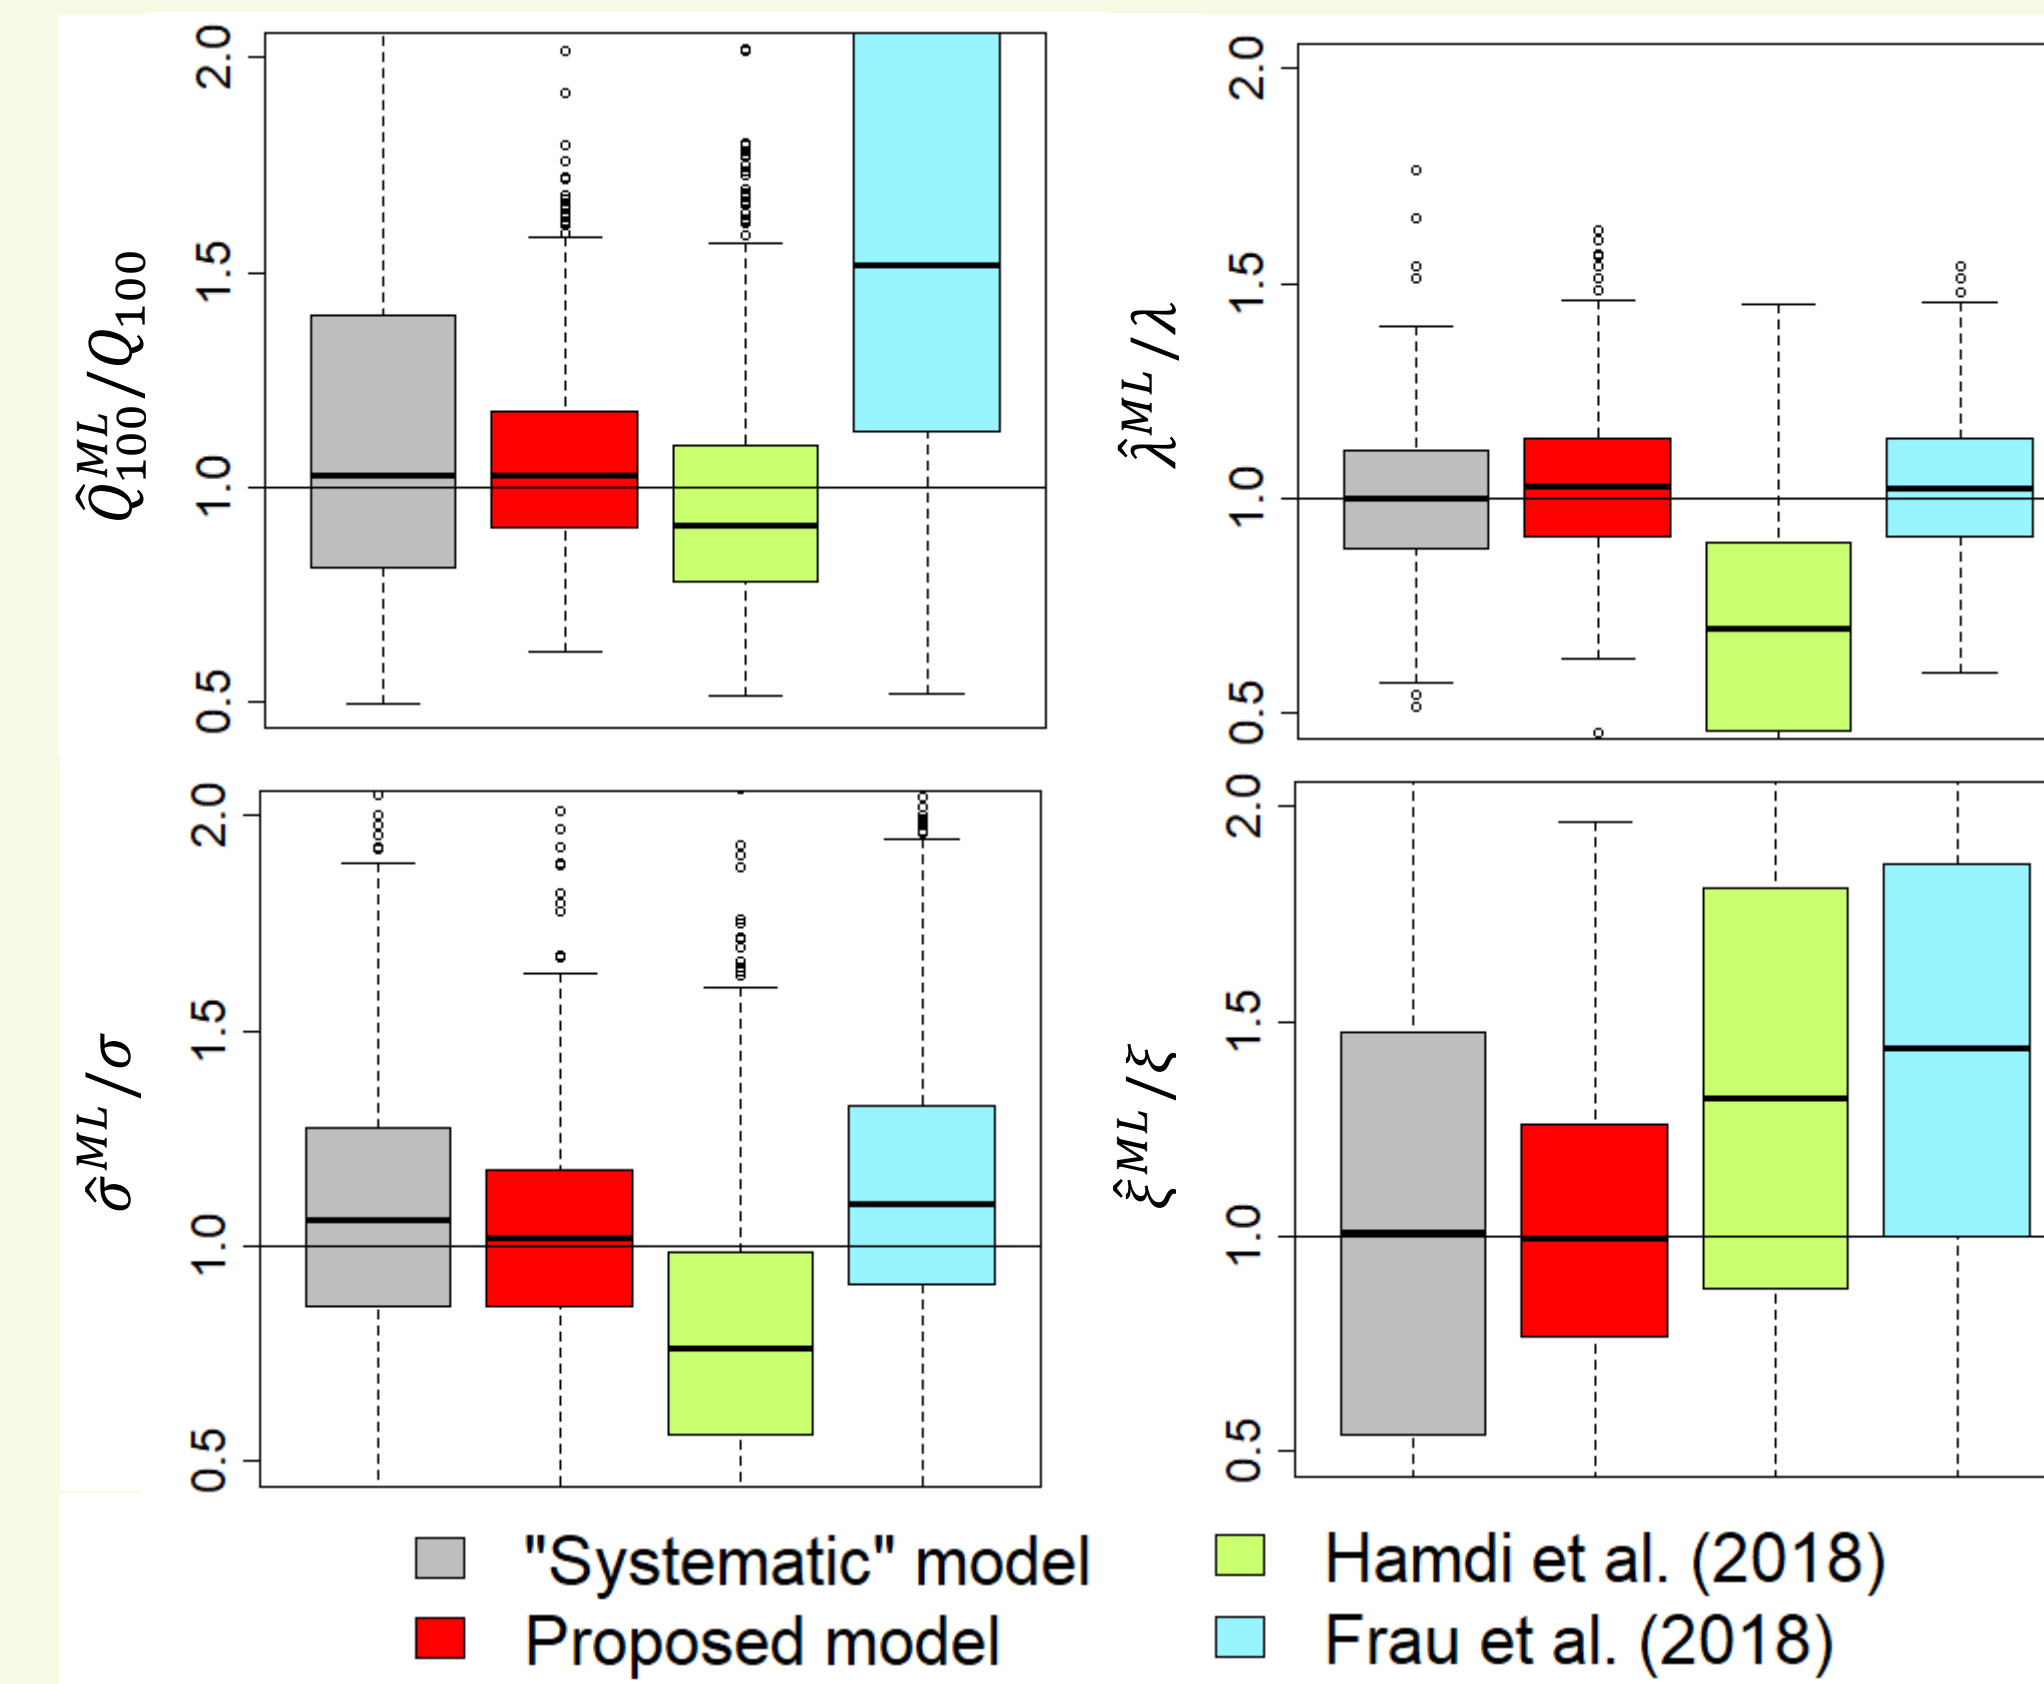 Q̂₁₀₀ᴹᴸ/Q₁₀₀
2.0
1.5
1.0
0.5
λ̂ᴹᴸ/λ
2.0
1.5
1.0
0.5
σ̂ᴹᴸ/σ
2.0
1.5
1.0
0.5
ξ̂ᴹᴸ/ξ
2.0
1.5
1.0
0.5
"Systematic" model
Proposed model
Hamdi et al. (2018)
Frau et al. (2018)